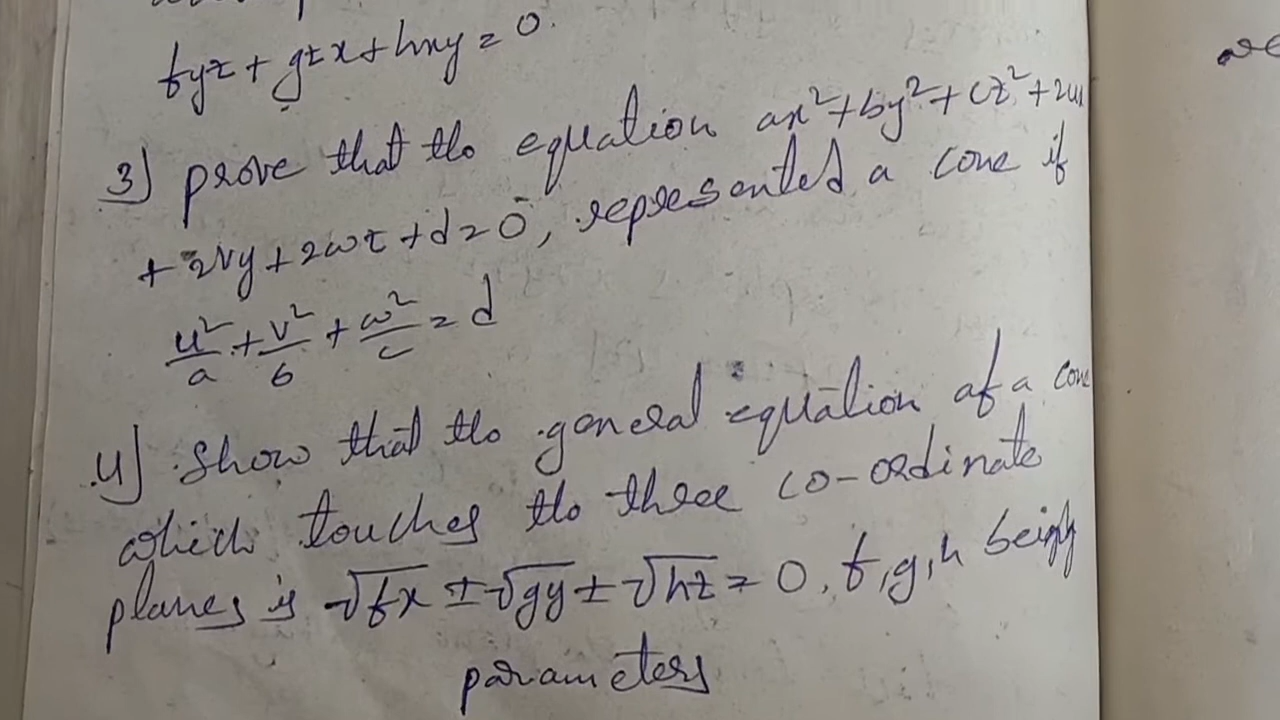 fyz + gzx + hxy = 0.
3) prove that the equation ax²+by²+cz²+2ux
+ 2vy + 2wz + d = 0, represented a cone if
u²/a + v²/b + w²/c = d
4) Show that the general equation of a cone
which touches the three co-ordinate
planes is √fx ± √gy ± √hz = 0, f,g,h being
parameters